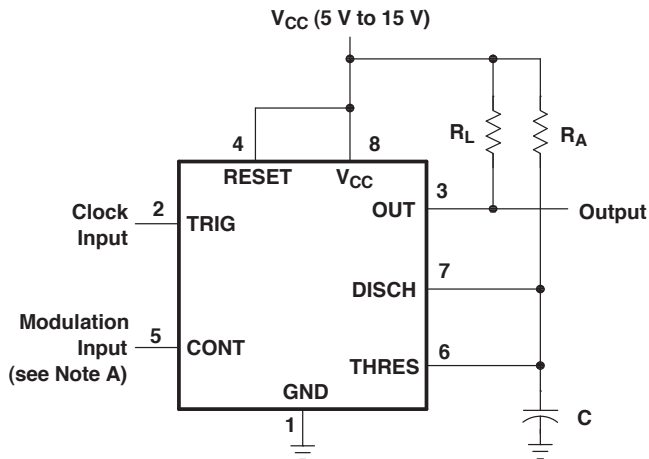 V_CC (5 V to 15 V)
R_L
R_A
4
8
RESET
V_CC
3
Clock
Input
2
TRIG
OUT
Output
7
DISCH
Modulation
Input
(see Note A)
5
CONT
6
THRES
GND
1
C